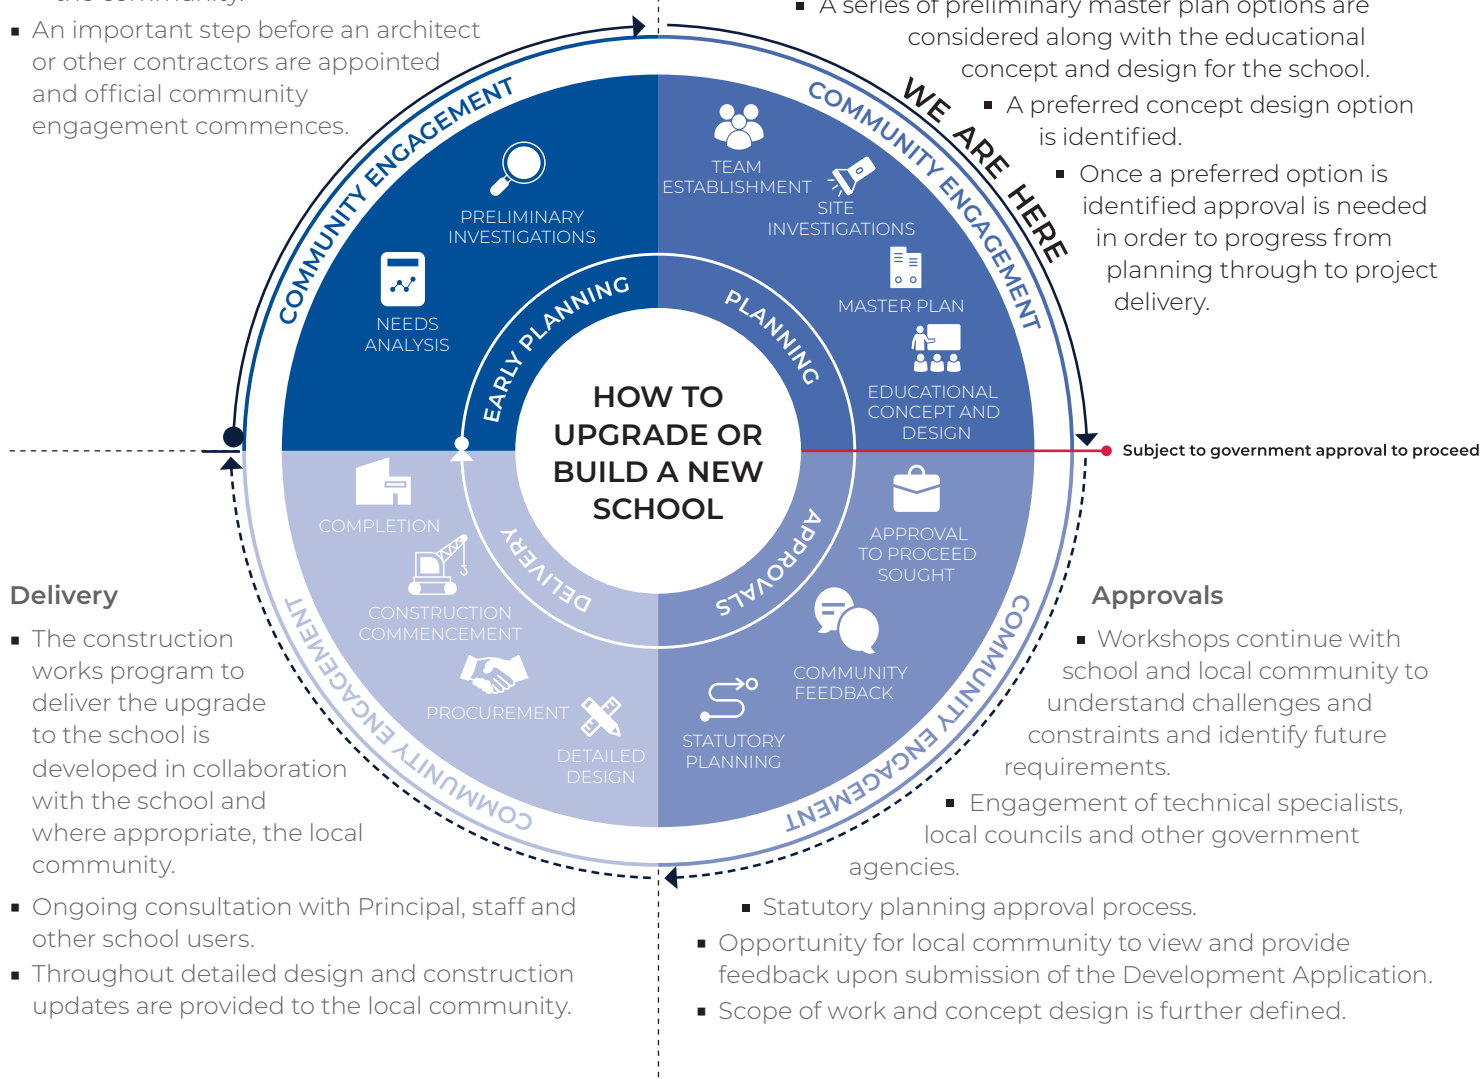 the community.
▪ An important step before an architect
or other contractors are appointed
and official community
engagement commences.
▪ A series of preliminary master plan options are
considered along with the educational
concept and design for the school.
▪ A preferred concept design option
is identified.
▪ Once a preferred option is
identified approval is needed
in order to progress from
planning through to project
delivery.
WE ARE HERE
COMMUNITY ENGAGEMENT
PRELIMINARY
INVESTIGATIONS
NEEDS
ANALYSIS
EARLY PLANNING
COMMUNITY ENGAGEMENT
TEAM
ESTABLISHMENT
SITE
INVESTIGATIONS
MASTER PLAN
EDUCATIONAL
CONCEPT AND
DESIGN
PLANNING
HOW TO
UPGRADE OR
BUILD A NEW
SCHOOL
Subject to government approval to proceed
COMPLETION
CONSTRUCTION
COMMENCEMENT
PROCUREMENT
DETAILED
DESIGN
DELIVERY
COMMUNITY ENGAGEMENT
APPROVAL
TO PROCEED
SOUGHT
COMMUNITY
FEEDBACK
STATUTORY
PLANNING
APPROVALS
COMMUNITY ENGAGEMENT
Delivery
▪ The construction
works program to
deliver the upgrade
to the school is
developed in collaboration
with the school and
where appropriate, the local
community.
▪ Ongoing consultation with Principal, staff and
other school users.
▪ Throughout detailed design and construction
updates are provided to the local community.
Approvals
▪ Workshops continue with
school and local community to
understand challenges and
constraints and identify future
requirements.
▪ Engagement of technical specialists,
local councils and other government
agencies.
▪ Statutory planning approval process.
▪ Opportunity for local community to view and provide
feedback upon submission of the Development Application.
▪ Scope of work and concept design is further defined.